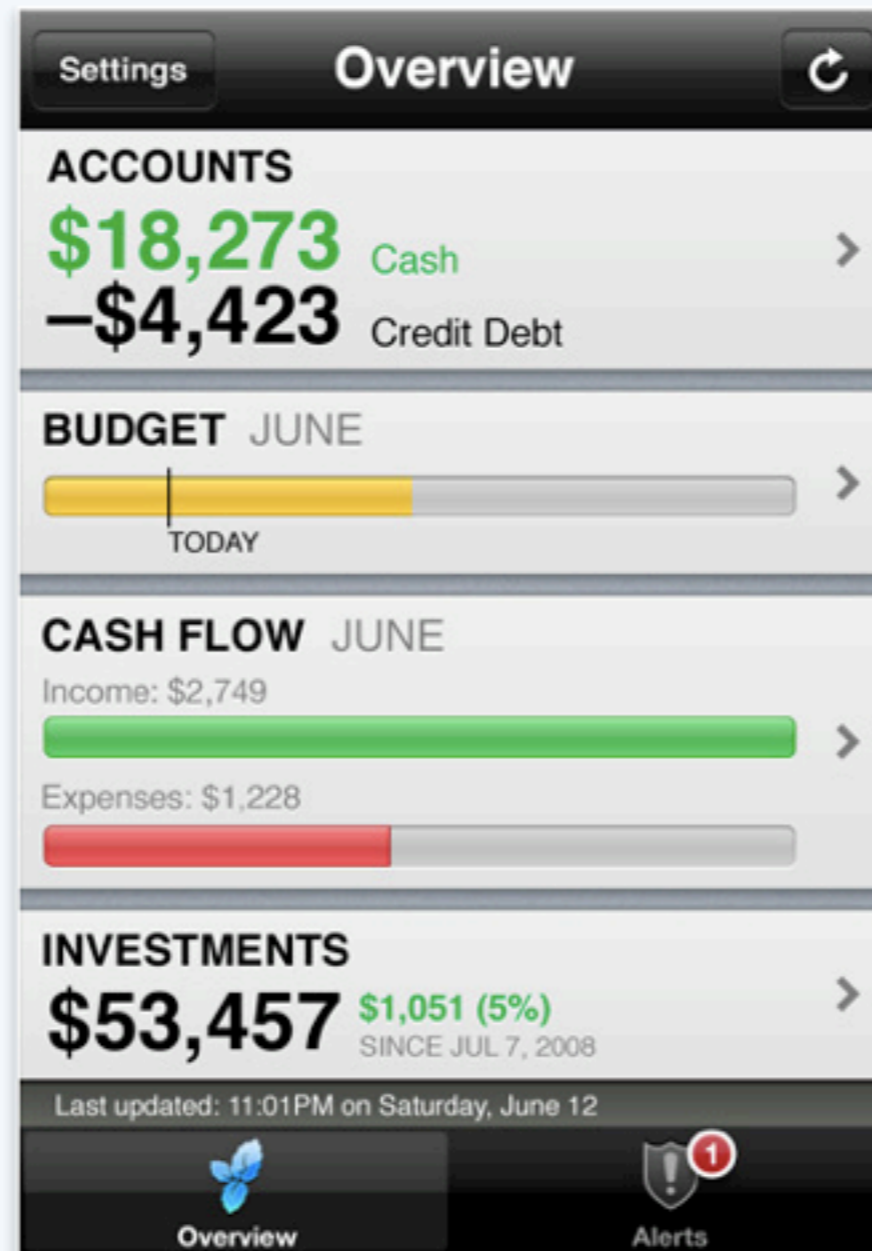 Settings
Overview
ACCOUNTS
$18,273 Cash
–$4,423 Credit Debt
BUDGET JUNE
TODAY
CASH FLOW JUNE
Income: $2,749
Expenses: $1,228
INVESTMENTS
$53,457 $1,051 (5%)
SINCE JUL 7, 2008
Last updated: 11:01PM on Saturday, June 12
1
Overview
Alerts